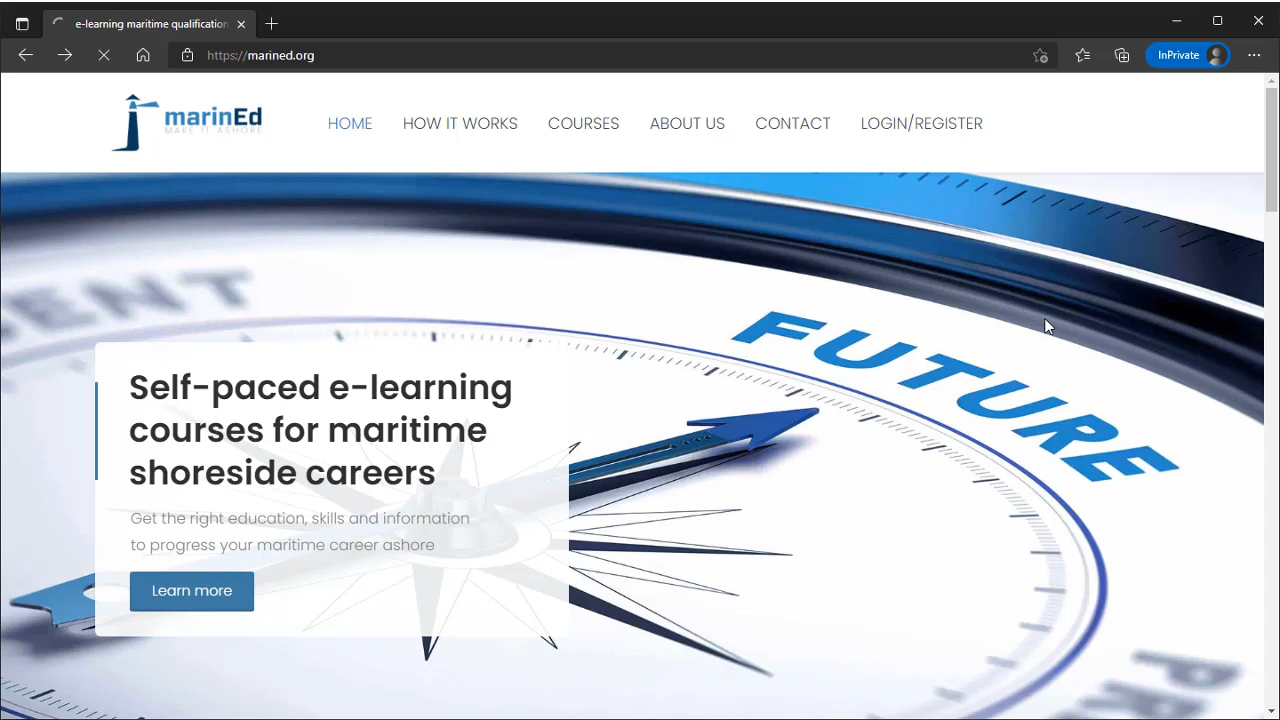 e-learning maritime qualification
https://marined.org
InPrivate
marinEd
MAKE IT ASHORE
HOME HOW IT WORKS COURSES ABOUT US CONTACT LOGIN/REGISTER
FUTURE
Self-paced e-learning
courses for maritime
shoreside careers
Get the right education, tools and information
to progress your maritime career ashore
Learn more